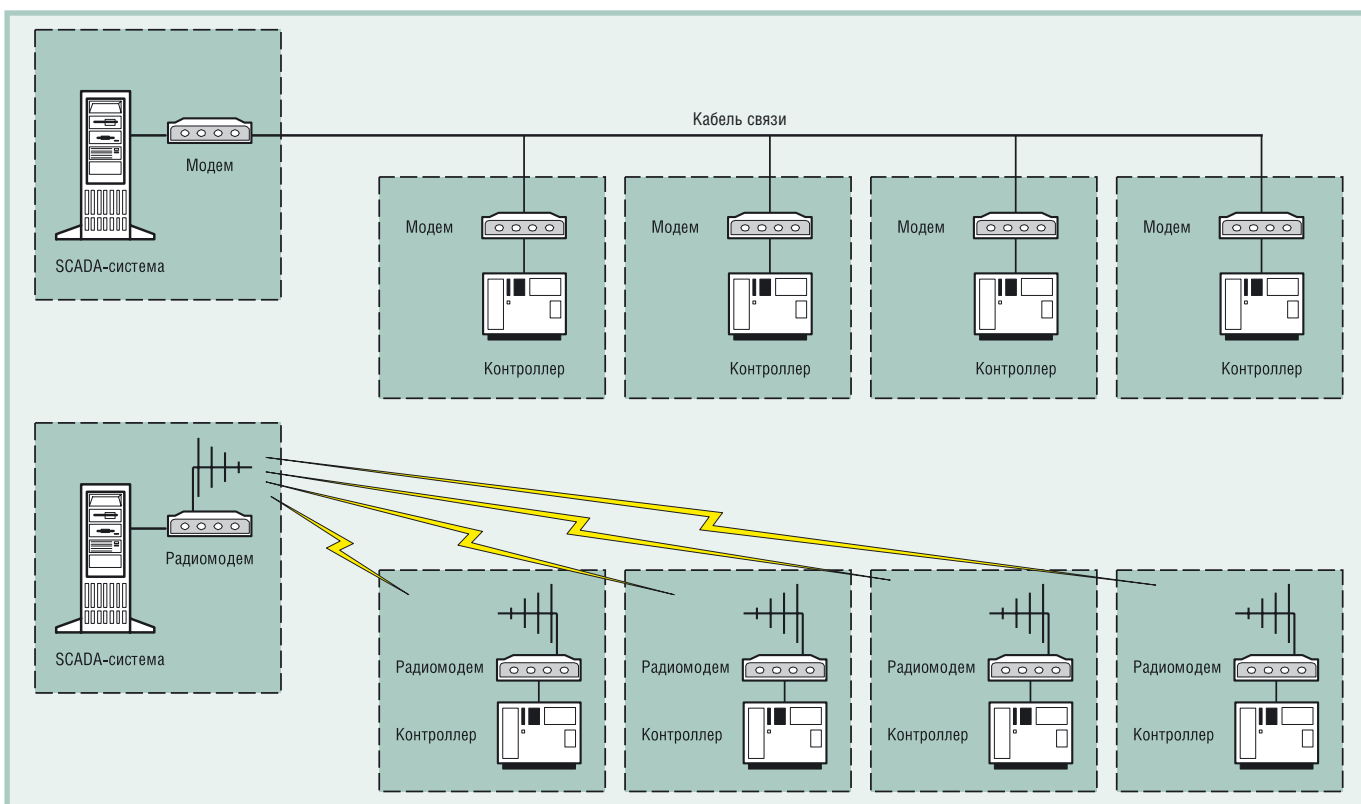 Кабель связи
Модем
SCADA-система
Модем
Модем
Модем
Модем
Контроллер
Контроллер
Контроллер
Контроллер
Радиомодем
SCADA-система
Радиомодем
Радиомодем
Радиомодем
Радиомодем
Контроллер
Контроллер
Контроллер
Контроллер